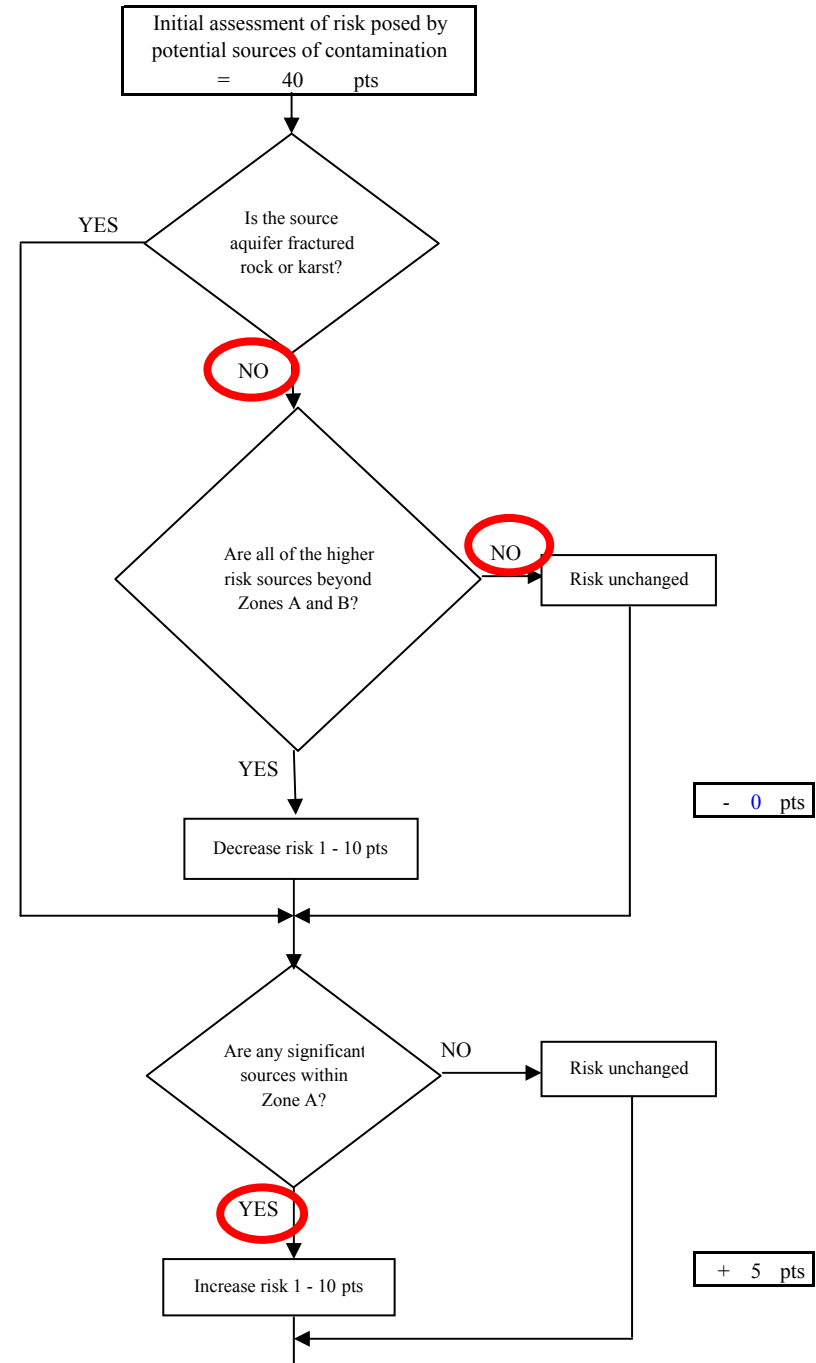 Initial assessment of risk posed by
potential sources of contamination
= 40 pts
YES
Is the source
aquifer fractured
rock or karst?
NO
Are all of the higher
risk sources beyond
Zones A and B?
NO
Risk unchanged
YES
- 0 pts
Decrease risk 1 - 10 pts
Are any significant
sources within
Zone A?
NO
Risk unchanged
YES
+ 5 pts
Increase risk 1 - 10 pts